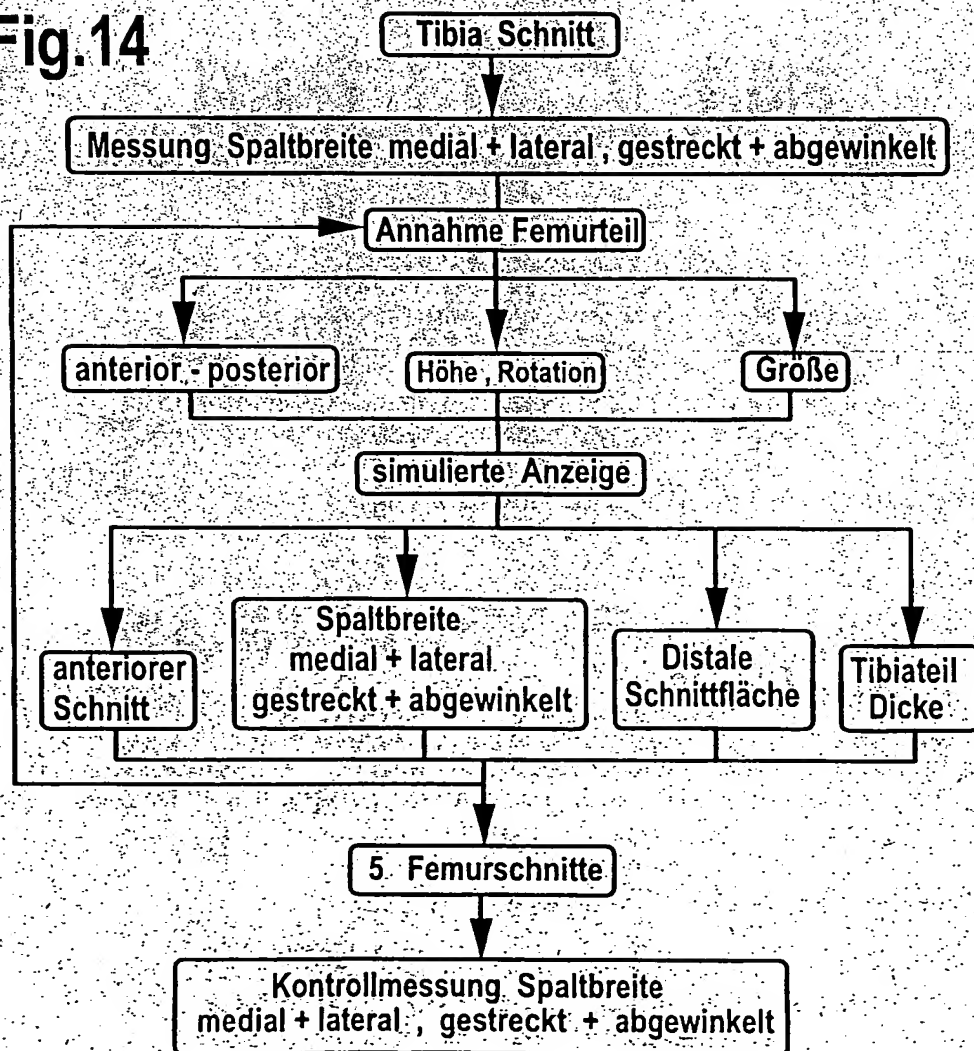 Fig.14
Tibia Schnitt
Messung Spaltbreite medial + lateral , gestreckt + abgewinkelt
Annahme Femurteil
anterior - posterior
Höhe , Rotation
Größe
simulierte Anzeige
anteriorer
Schnitt
Spaltbreite
medial + lateral
gestreckt + abgewinkelt
Distale
Schnittfläche
Tibiateil
Dicke
5 Femurschnitte
Kontrollmessung Spaltbreite
medial + lateral , gestreckt + abgewinkelt